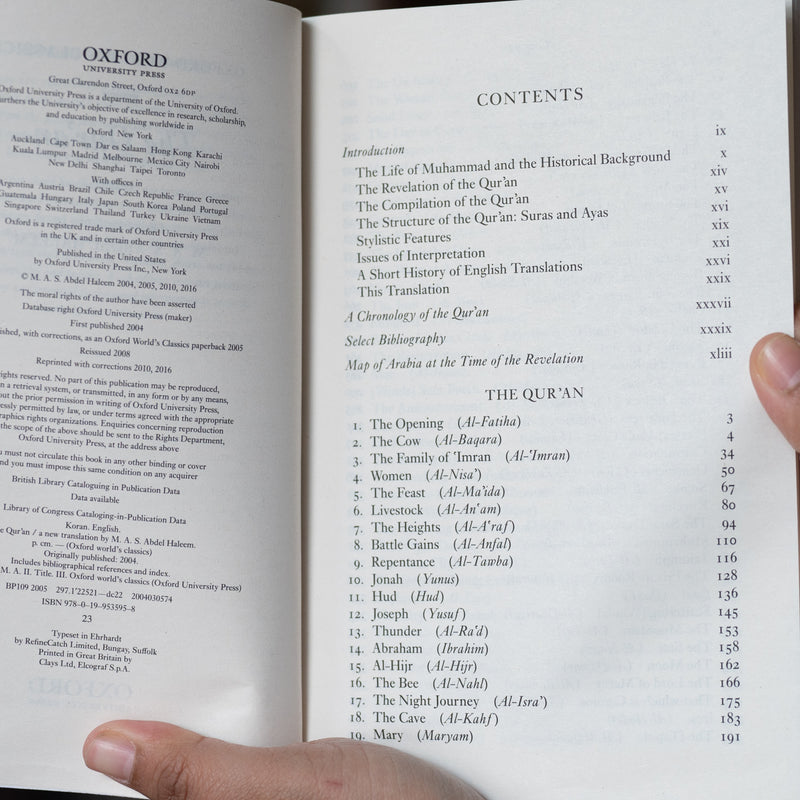 OXFORD
UNIVERSITY PRESS
Great Clarendon Street, Oxford OX2 6DP
Oxford University Press is a department of the University of Oxford.
furthers the University's objective of excellence in research, scholarship,
and education by publishing worldwide in
Oxford New York
Auckland Cape Town Dar es Salaam Hong Kong Karachi
Kuala Lumpur Madrid Melbourne Mexico City Nairobi
New Delhi Shanghai Taipei Toronto
With offices in
Argentina Austria Brazil Chile Czech Republic France Greece
Guatemala Hungary Italy Japan South Korea Poland Portugal
Singapore Switzerland Thailand Turkey Ukraine Vietnam
Oxford is a registered trade mark of Oxford University Press
in the UK and in certain other countries
Published in the United States
by Oxford University Press Inc., New York
© M. A. S. Abdel Haleem 2004, 2005, 2010, 2016
The moral rights of the author have been asserted
Database right Oxford University Press (maker)
First published 2004
with corrections, as an Oxford World's Classics paperback 2005
Reissued 2008
Reprinted with corrections 2010, 2016
rights reserved. No part of this publication may be reproduced,
in a retrieval system, or transmitted, in any form or by any means,
out the prior permission in writing of Oxford University Press,
permitted by law, or under terms agreed with the appropriate
rights organizations. Enquiries concerning reproduction
the scope of the above should be sent to the Rights Department,
Oxford University Press, at the address above
must not circulate this book in any other binding or cover
and you must impose this same condition on any acquirer
British Library Cataloguing in Publication Data
Data available
Library of Congress Cataloging-in-Publication Data
Koran. English.
Qur'an / a new translation by M. A. S. Abdel Haleem.
p. cm. — (Oxford world's classics)
Originally published: 2004.
Includes bibliographical references and index.
M. A. II. Title. III. Oxford world's classics (Oxford University Press)
BP109 2005 297.1'22521—dc22 2004030574
ISBN 978-0-19-953595-8
23
Typeset in Ehrhardt
by RefineCatch Limited, Bungay, Suffolk
Printed in Great Britain by
Clays Ltd, Elcograf S.p.A.
CONTENTS
Introduction ix
The Life of Muhammad and the Historical Background x
The Revelation of the Qur'an xiv
The Compilation of the Qur'an xv
The Structure of the Qur'an: Suras and Ayas xvi
Stylistic Features xix
Issues of Interpretation xxi
A Short History of English Translations xxvi
This Translation xxix
A Chronology of the Qur'an xxxvii
Select Bibliography xxxix
Map of Arabia at the Time of the Revelation xliii
THE QUR'AN
1. The Opening (Al-Fatiha) 3
2. The Cow (Al-Baqara) 4
3. The Family of 'Imran (Al-'Imran) 34
4. Women (Al-Nisa') 50
5. The Feast (Al-Ma'ida) 67
6. Livestock (Al-An'am) 80
7. The Heights (Al-A'raf) 94
8. Battle Gains (Al-Anfal) 110
9. Repentance (Al-Tawba) 116
10. Jonah (Yunus) 128
11. Hud (Hud) 136
12. Joseph (Yusuf) 145
13. Thunder (Al-Ra'd) 153
14. Abraham (Ibrahim) 158
15. Al-Hijr (Al-Hijr) 162
16. The Bee (Al-Nahl) 166
17. The Night Journey (Al-Isra') 175
18. The Cave (Al-Kahf) 183
19. Mary (Maryam) 191